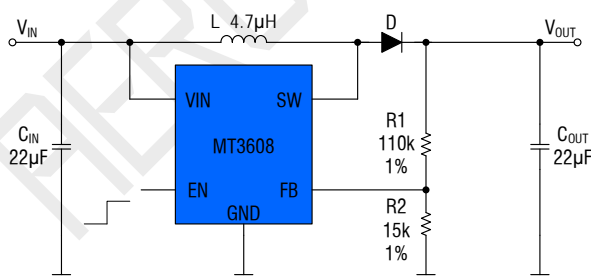 L 4.7µH
D
VIN
VOUT
VIN
SW
CIN
22µF
MT3608
R1
110k
1%
COUT
22µF
EN
FB
GND
R2
15k
1%